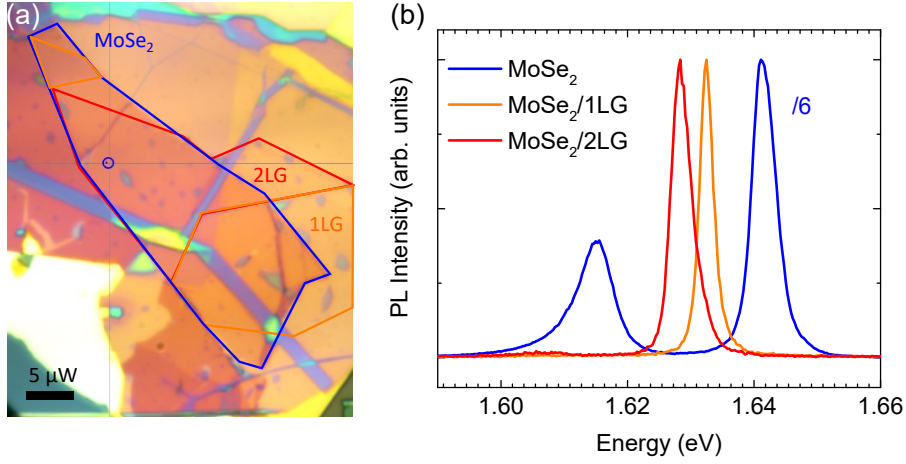 (a)
MoSe₂
2LG
1LG
5 µW
(b)
MoSe₂
MoSe₂/1LG
MoSe₂/2LG
/6
PL Intensity (arb. units)
1.60 1.62 1.64 1.66
Energy (eV)